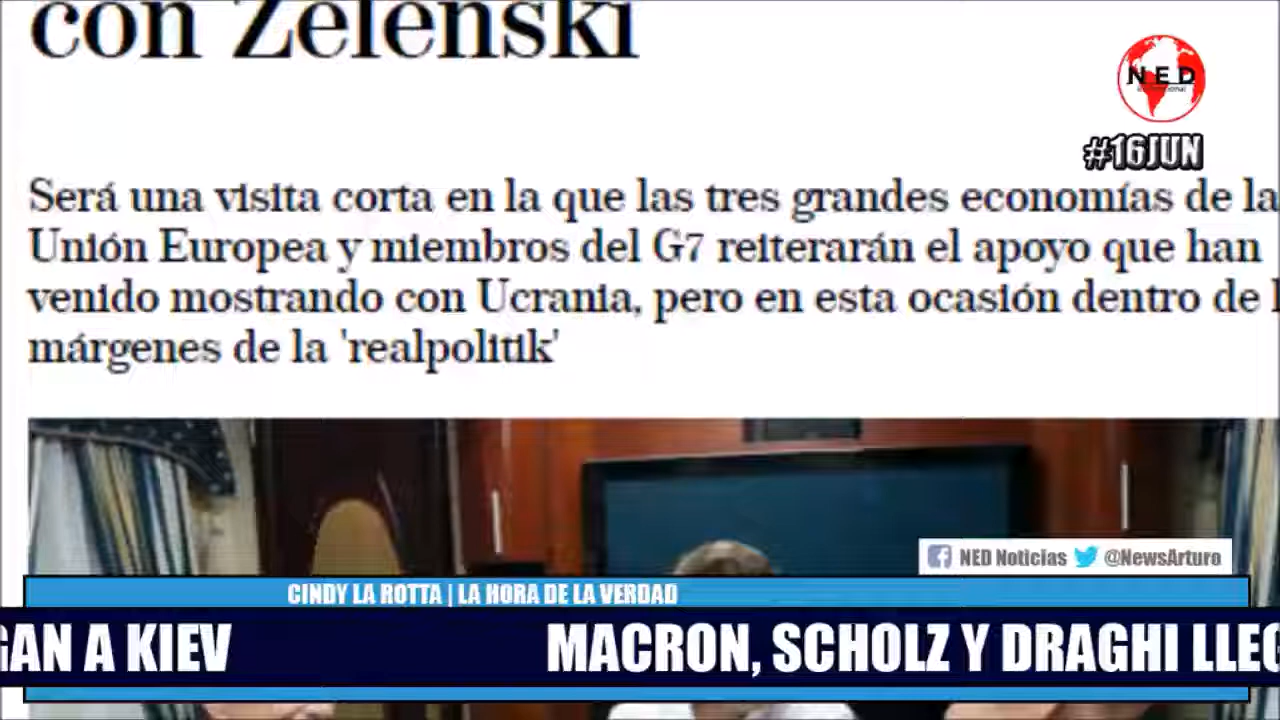 con Zelenski
NED
#16JUN
Será una visita corta en la que las tres grandes economías de la
Unión Europea y miembros del G7 reiterarán el apoyo que han
venido mostrando con Ucrania, pero en esta ocasión dentro de
márgenes de la 'realpolitik'
NED Noticias @NewsArturo
CINDY LA ROTTA | LA HORA DE LA VERDAD
GAN A KIEV MACRON, SCHOLZ Y DRAGHI LLEG